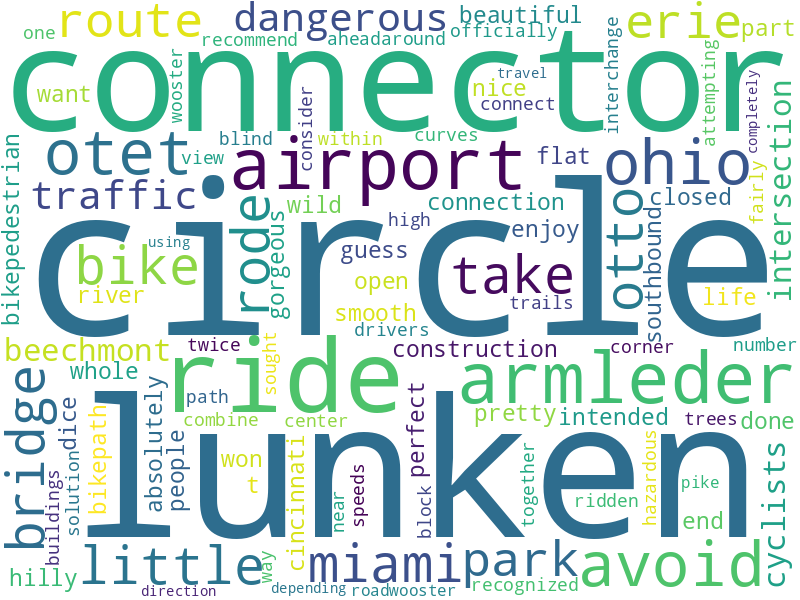 route
dangerous
beautiful
erie
part
one
recommend
aheadaround
officially
connector
want
wooster
travel
nice
connect
interchange
attempting
completely
consider
otet
view
blind
within
curves
airport
flat
ohio
intersection
fairly
bikepedestrian
traffic
rode
gorgeous
wild
high
connection
closed
enjoy
otto
southbound
circle
using
bike
river
guess
open
take
smooth
trails
life
drivers
beechmont
twice
construction
corner
number
whole
ride
sought
armleder
bridge
dice
path
perfect
pretty
intended
trees
done
absolutely
people
combine
center
bikepath
solution
buildings
won
t
cincinnati
lunken
near
speeds
block
together
ridden
hazardous
pike
end
cyclists
hilly
little
way
miami
park
avoid
recognized
direction
depending
roadwooster